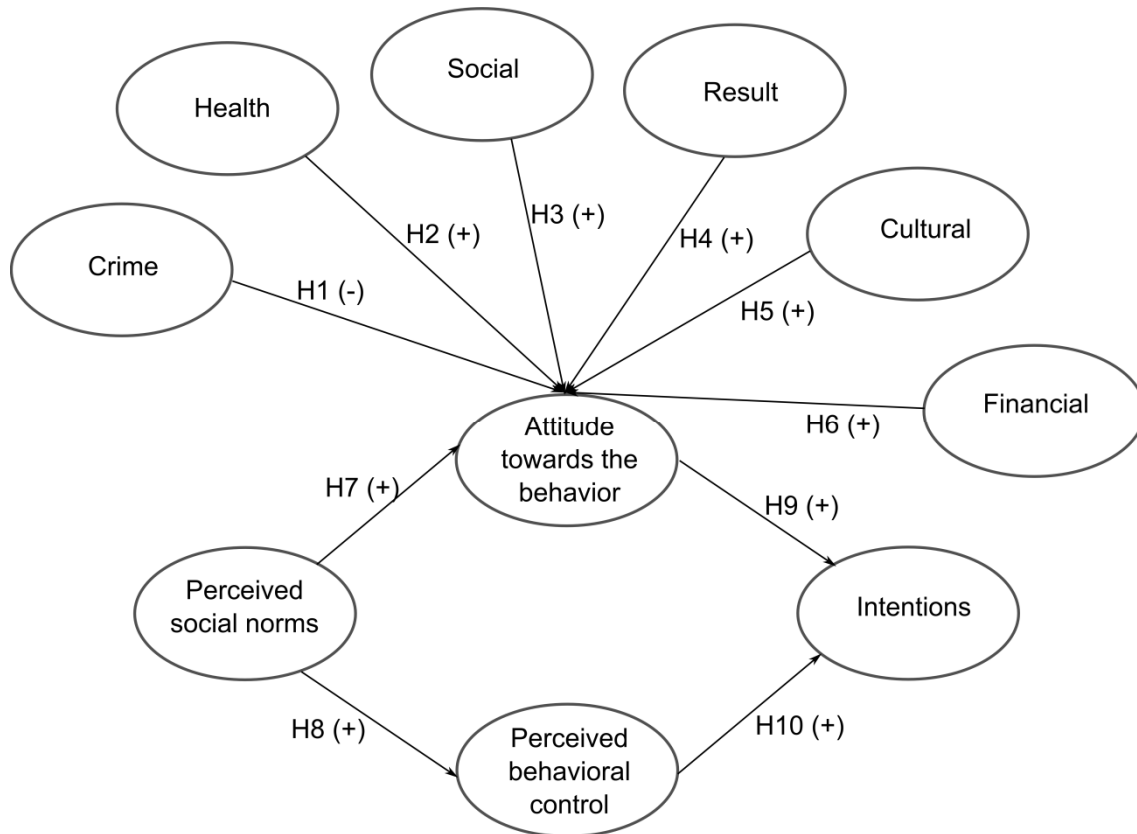 Social
Result
Health
Cultural
Crime
H1 (-)
H2 (+)
H3 (+)
H4 (+)
H5 (+)
Financial
H6 (+)
Attitude
towards the
behavior
H7 (+)
H9 (+)
Perceived
social norms
Intentions
H8 (+)
H10 (+)
Perceived
behavioral
control